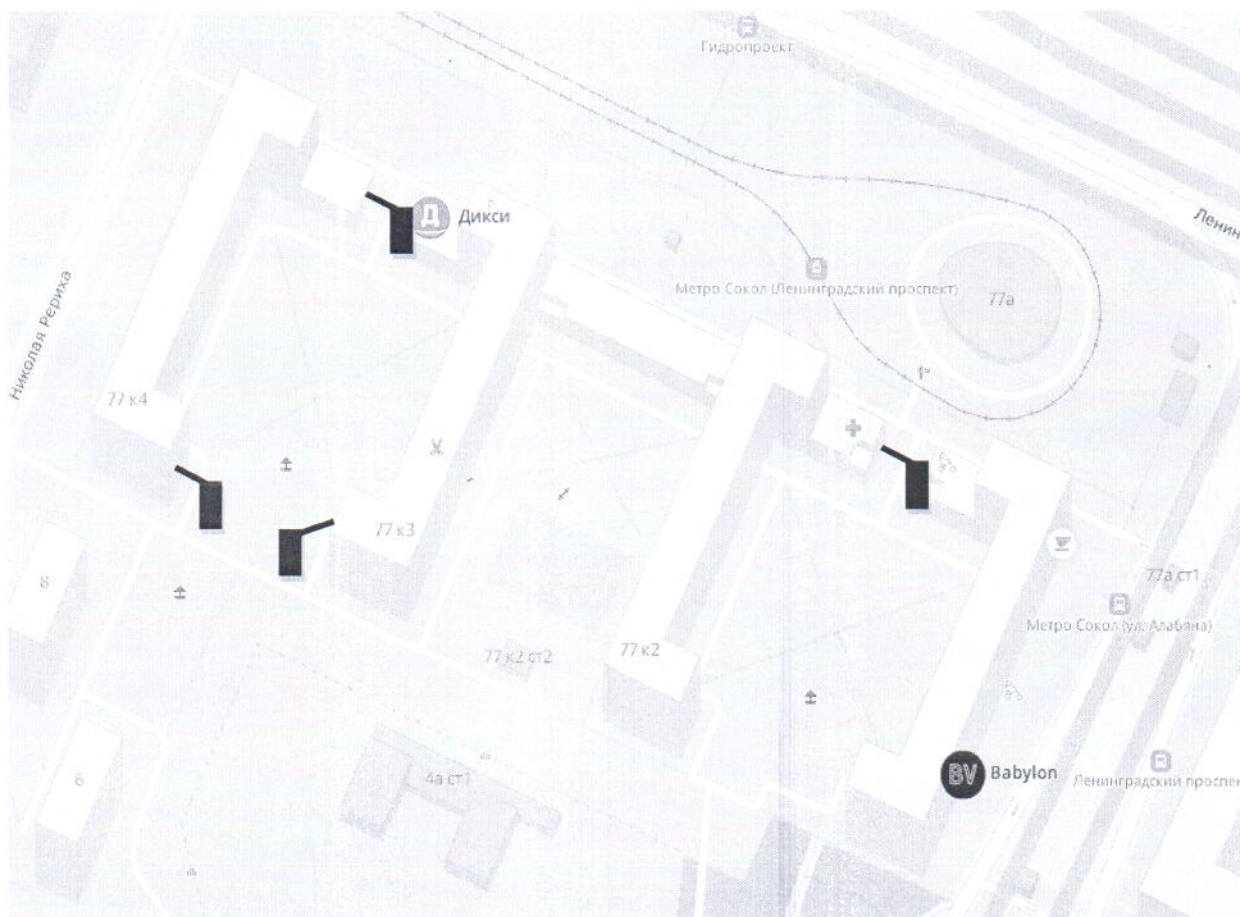 Гидропроект
Ленин
Д
Дикси
Метро Сокол (Ленинградский проспект)
77а
Николая Рериха
77 к4
77 к3
8
77а ст1
Метро Сокол (ул. Алабяна)
77 к2 ст2
77 к2
6
4а ст1
BV Babylon
Ленинградский проспек